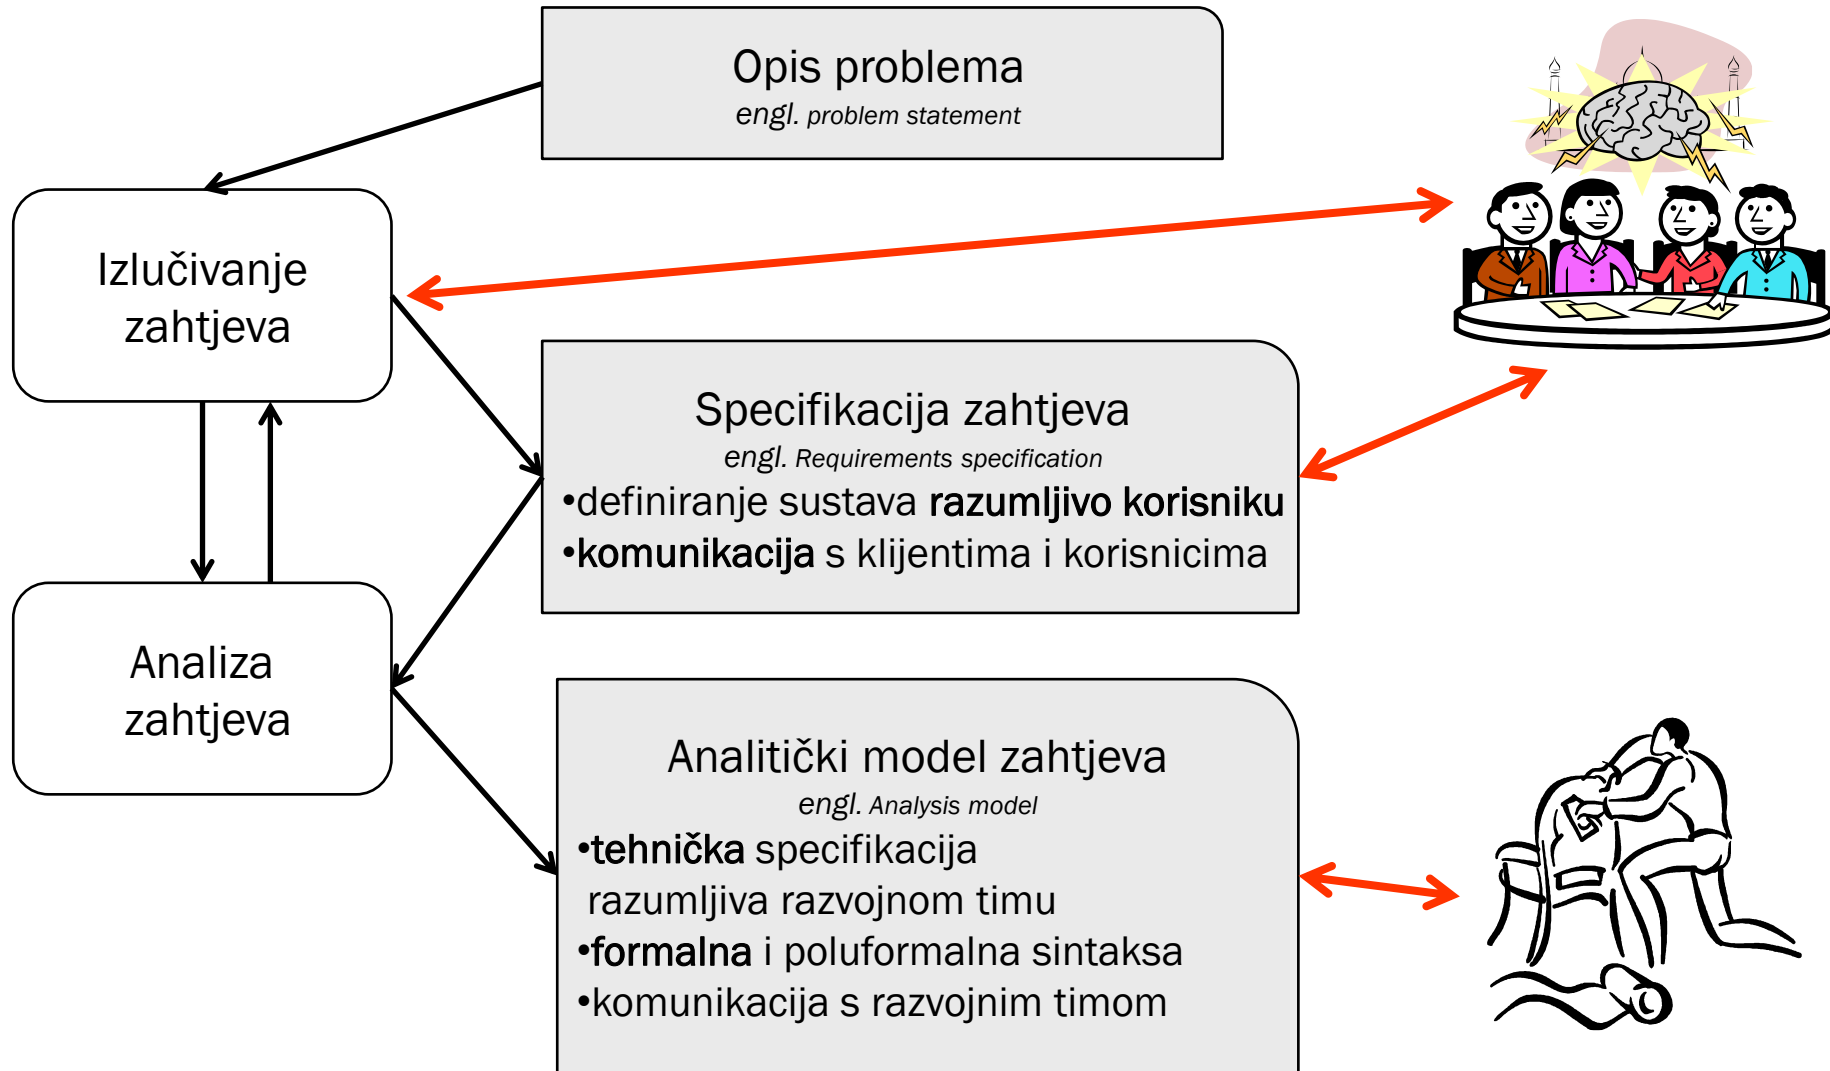 Opis problema
engl. problem statement
Izlučivanje
zahtjeva
Specifikacija zahtjeva
engl. Requirements specification
•definiranje sustava razumljivo korisniku
•komunikacija s klijentima i korisnicima
Analiza
zahtjeva
Analitički model zahtjeva
engl. Analysis model
•tehnička specifikacija
razumljiva razvojnom timu
•formalna i poluformalna sintaksa
•komunikacija s razvojnim timom